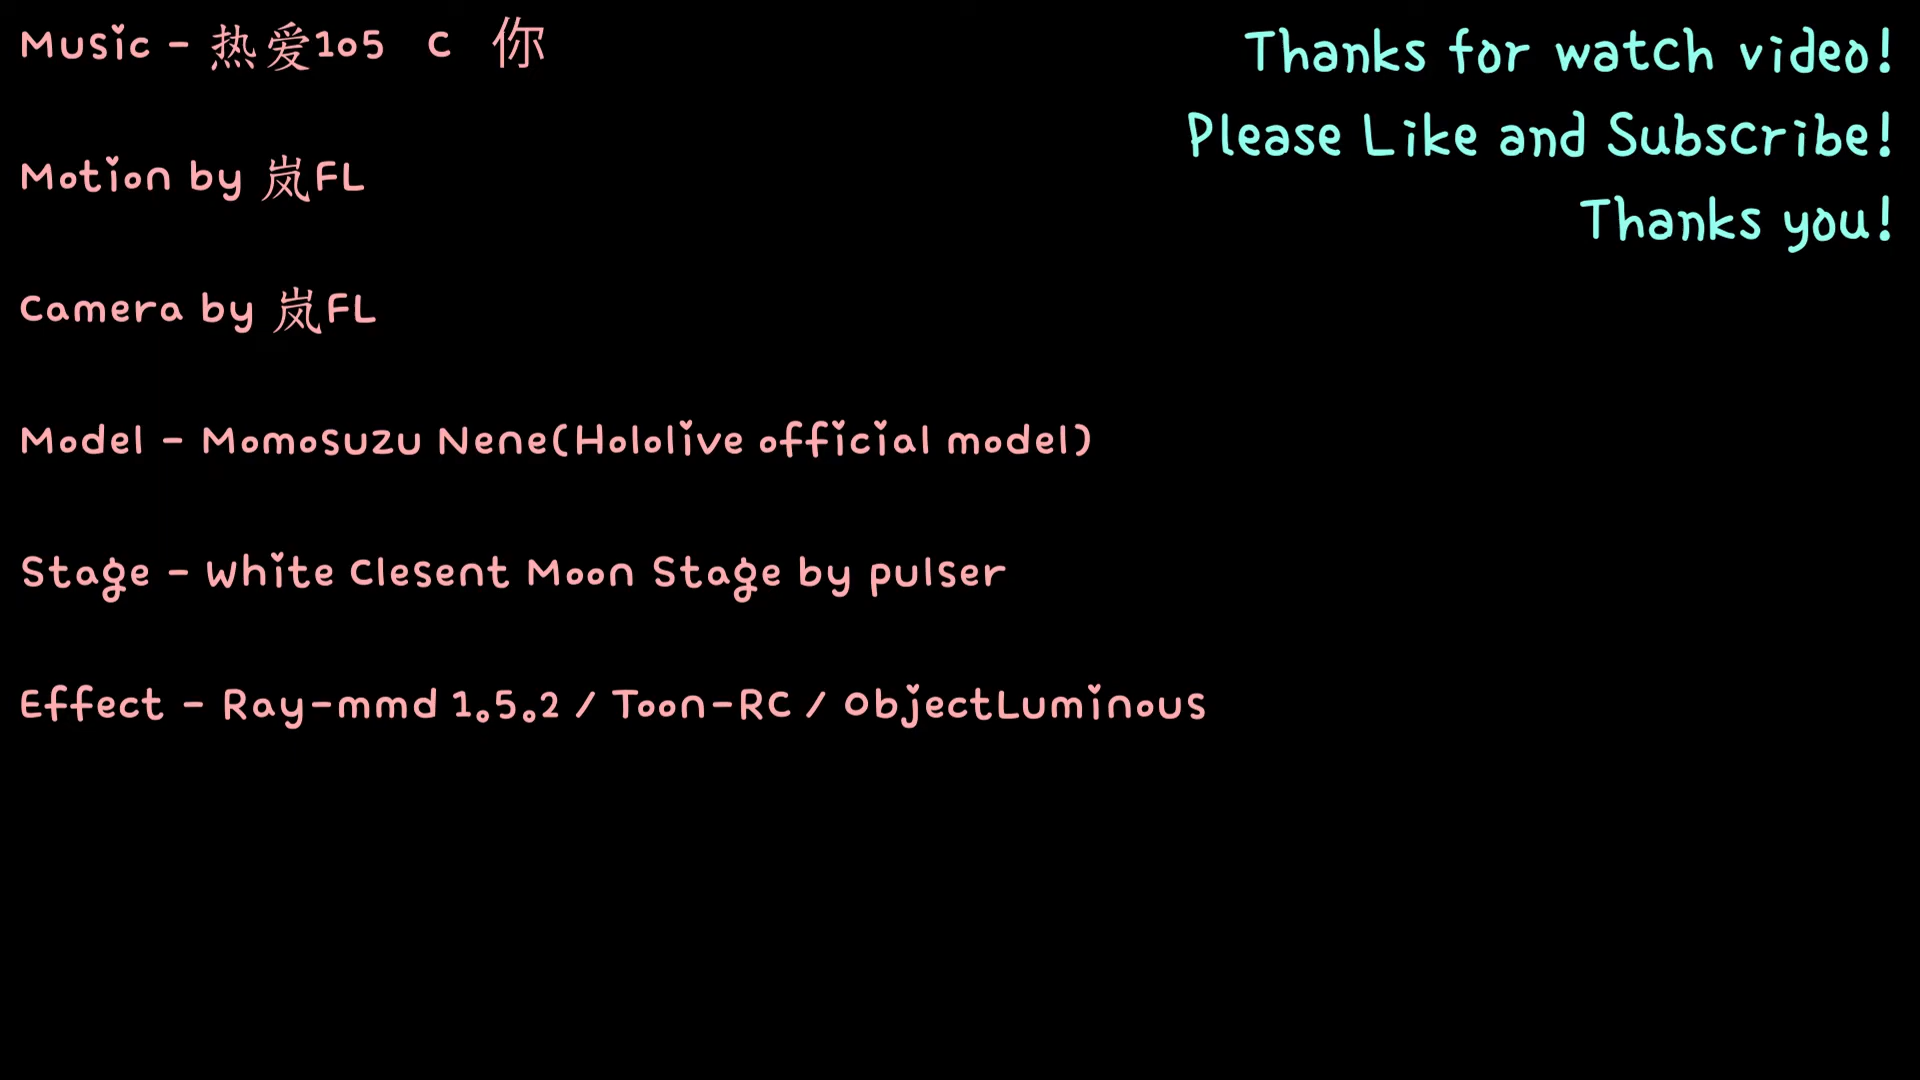 Music - 热爱105 C 你
Motion by 岚FL
Camera by 岚FL
Model - Momosuzu Nene(Hololive official model)
Stage - White Clesent Moon Stage by pulser
Effect - Ray-mmd 1.5.2 / Toon-RC / ObjectLuminous
Thanks for watch video!
Please Like and Subscribe!
Thanks you!